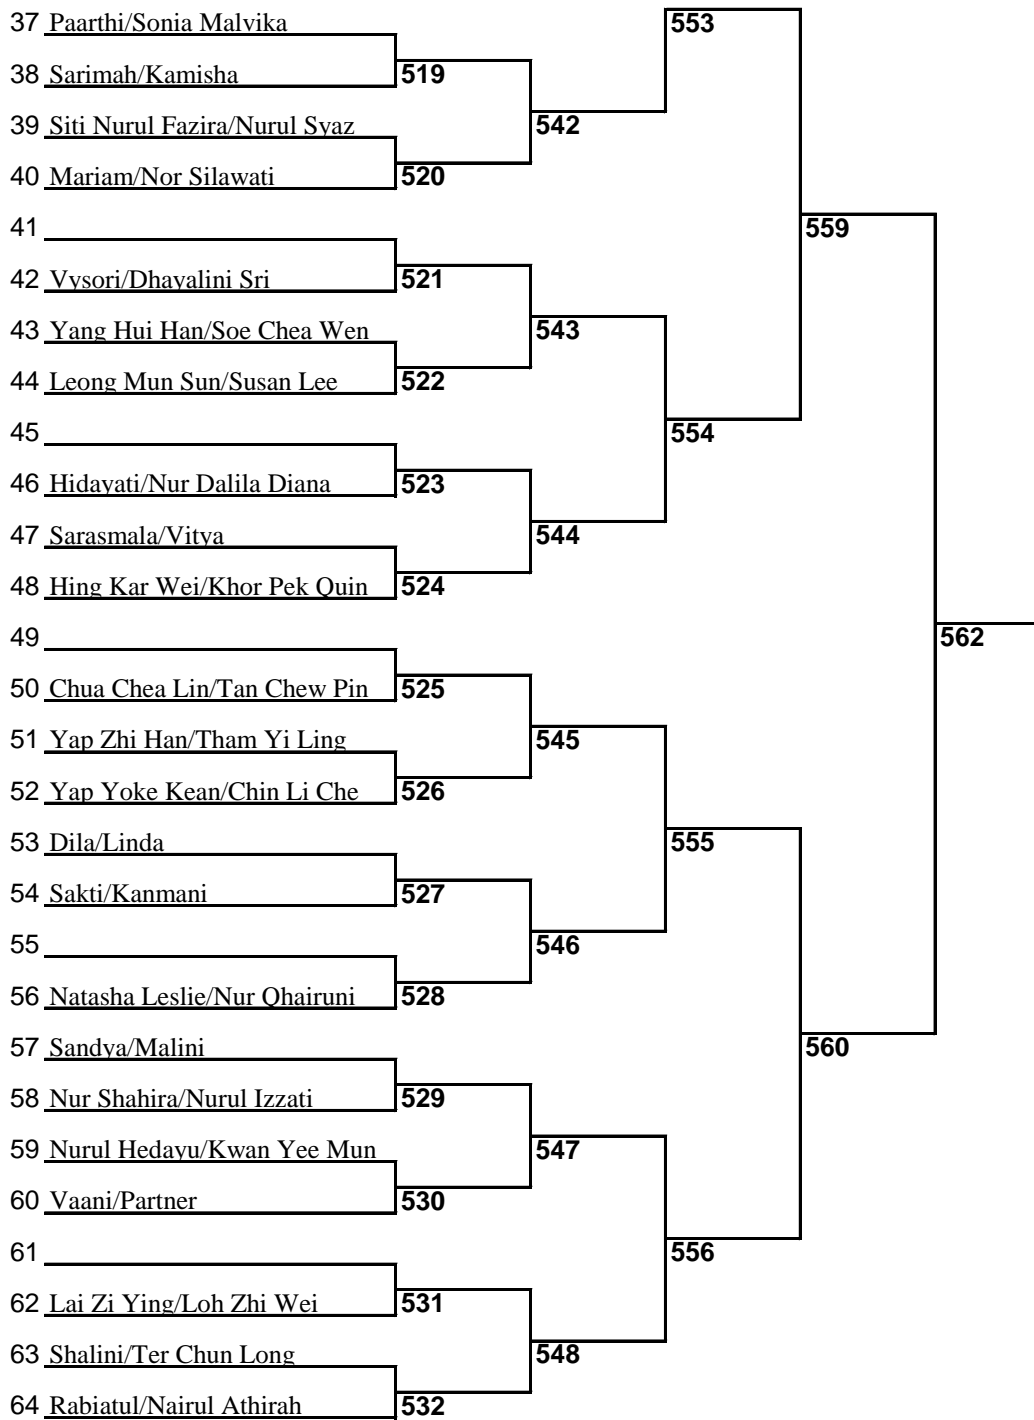 37 Paarthi/Sonia Malvika
553
38 Sarimah/Kamisha
519
39 Siti Nurul Fazira/Nurul Syaz
542
40 Mariam/Nor Silawati
520
41
559
42 Vysori/Dhayalini Sri
521
43 Yang Hui Han/Soe Chea Wen
543
44 Leong Mun Sun/Susan Lee
522
45
554
46 Hidayati/Nur Dalila Diana
523
47 Sarasmala/Vitya
544
48 Hing Kar Wei/Khor Pek Quin
524
49
562
50 Chua Chea Lin/Tan Chew Pin
525
51 Yap Zhi Han/Tham Yi Ling
545
52 Yap Yoke Kean/Chin Li Che
526
53 Dila/Linda
555
54 Sakti/Kanmani
527
55
546
56 Natasha Leslie/Nur Qhairuni
528
57 Sandya/Malini
560
58 Nur Shahira/Nurul Izzati
529
59 Nurul Hedayu/Kwan Yee Mun
547
60 Vaani/Partner
530
61
556
62 Lai Zi Ying/Loh Zhi Wei
531
63 Shalini/Ter Chun Long
548
64 Rabiatul/Nairul Athirah
532